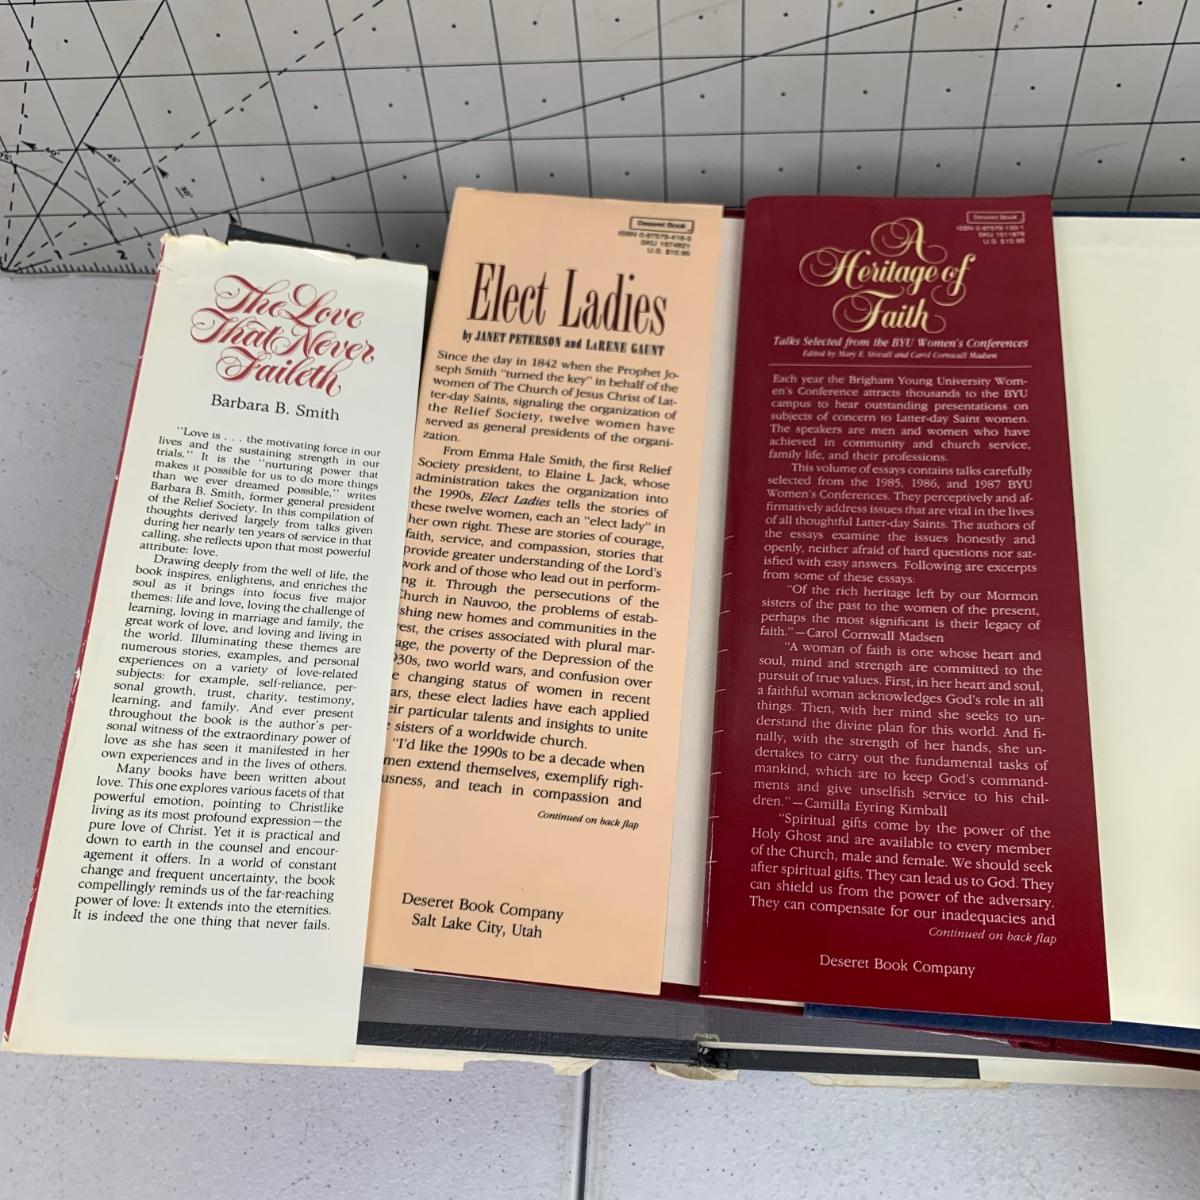 The Love
That Never
Faileth
Barbara B. Smith
"Love is . . . the motivating force in our
lives and the sustaining strength in our
trials." It is the "nurturing power that
makes it possible for us to do more things
than we ever dreamed possible," writes
Barbara B. Smith, former general president
of the Relief Society. In this compilation of
thoughts derived largely from talks given
during her nearly ten years of service in that
calling, she reflects upon that most powerful
attribute: love.
Drawing deeply from the well of life, the
book inspires, enlightens, and enriches the
soul as it brings into focus five major
themes: life and love, loving the challenge of
learning, loving in marriage and family, the
great work of love, and loving and living in
the world. Illuminating these themes are
numerous stories, examples, and personal
experiences on a variety of love-related
subjects: for example, self-reliance, per-
sonal growth, trust, charity, testimony,
learning, and family. And ever present
throughout the book is the author's per-
sonal witness of the extraordinary power of
love as she has seen it manifested in her
own experiences and in the lives of others.
Many books have been written about
love. This one explores various facets of that
powerful emotion, pointing to Christlike
living as its most profound expression—the
pure love of Christ. Yet it is practical and
down to earth in the counsel and encour-
agement it offers. In a world of constant
change and frequent uncertainty, the book
compellingly reminds us of the far-reaching
power of love: It extends into the eternities.
It is indeed the one thing that never fails.
Deseret Book
ISBN 0-87579-416-5
SKU 1974821
U.S. $10.95
Elect Ladies
by JANET PETERSON and LaRENE GAUNT
Since the day in 1842 when the Prophet Jo-
seph Smith "turned the key" in behalf of the
women of The Church of Jesus Christ of Lat-
ter-day Saints, signaling the organization of
the Relief Society, twelve women have
served as general presidents of the organi-
zation.
From Emma Hale Smith, the first Relief
Society president, to Elaine L. Jack, whose
administration takes the organization into
the 1990s, Elect Ladies tells the stories of
these twelve women, each an "elect lady" in
her own right. These are stories of courage,
faith, service, and compassion, stories that
provide greater understanding of the Lord's
work and of those who lead out in perform-
ng it. Through the persecutions of the
Church in Nauvoo, the problems of estab-
shing new homes and communities in the
est, the crises associated with plural mar-
age, the poverty of the Depression of the
930s, two world wars, and confusion over
e changing status of women in recent
ars, these elect ladies have each applied
eir particular talents and insights to unite
e sisters of a worldwide church.
"I'd like the 1990s to be a decade when
men extend themselves, exemplify righ-
usness, and teach in compassion and
Continued on back flap
Deseret Book Company
Salt Lake City, Utah
Deseret Book
ISBN 0-87579-130-1
SKU 1511979
U.S. $10.95
A
Heritage of
Faith
Talks Selected from the BYU Women's Conferences
Edited by Mary E. Stovall and Carol Cornwall Madsen
Each year the Brigham Young University Wom-
en's Conference attracts thousands to the BYU
campus to hear outstanding presentations on
subjects of concern to Latter-day Saint women.
The speakers are men and women who have
achieved in community and church service,
family life, and their professions.
This volume of essays contains talks carefully
selected from the 1985, 1986, and 1987 BYU
Women's Conferences. They perceptively and af-
firmatively address issues that are vital in the lives
of all thoughtful Latter-day Saints. The authors of
the essays examine the issues honestly and
openly, neither afraid of hard questions nor sat-
isfied with easy answers. Following are excerpts
from some of these essays:
"Of the rich heritage left by our Mormon
sisters of the past to the women of the present,
perhaps the most significant is their legacy of
faith."—Carol Cornwall Madsen
"A woman of faith is one whose heart and
soul, mind and strength are committed to the
pursuit of true values. First, in her heart and soul,
a faithful woman acknowledges God's role in all
things. Then, with her mind she seeks to un-
derstand the divine plan for this world. And fi-
nally, with the strength of her hands, she un-
dertakes to carry out the fundamental tasks of
mankind, which are to keep God's command-
ments and give unselfish service to his chil-
dren."—Camilla Eyring Kimball
"Spiritual gifts come by the power of the
Holy Ghost and are available to every member
of the Church, male and female. We should seek
after spiritual gifts. They can lead us to God. They
can shield us from the power of the adversary.
They can compensate for our inadequacies and
Continued on back flap
Deseret Book Company
1
2
60°
45°